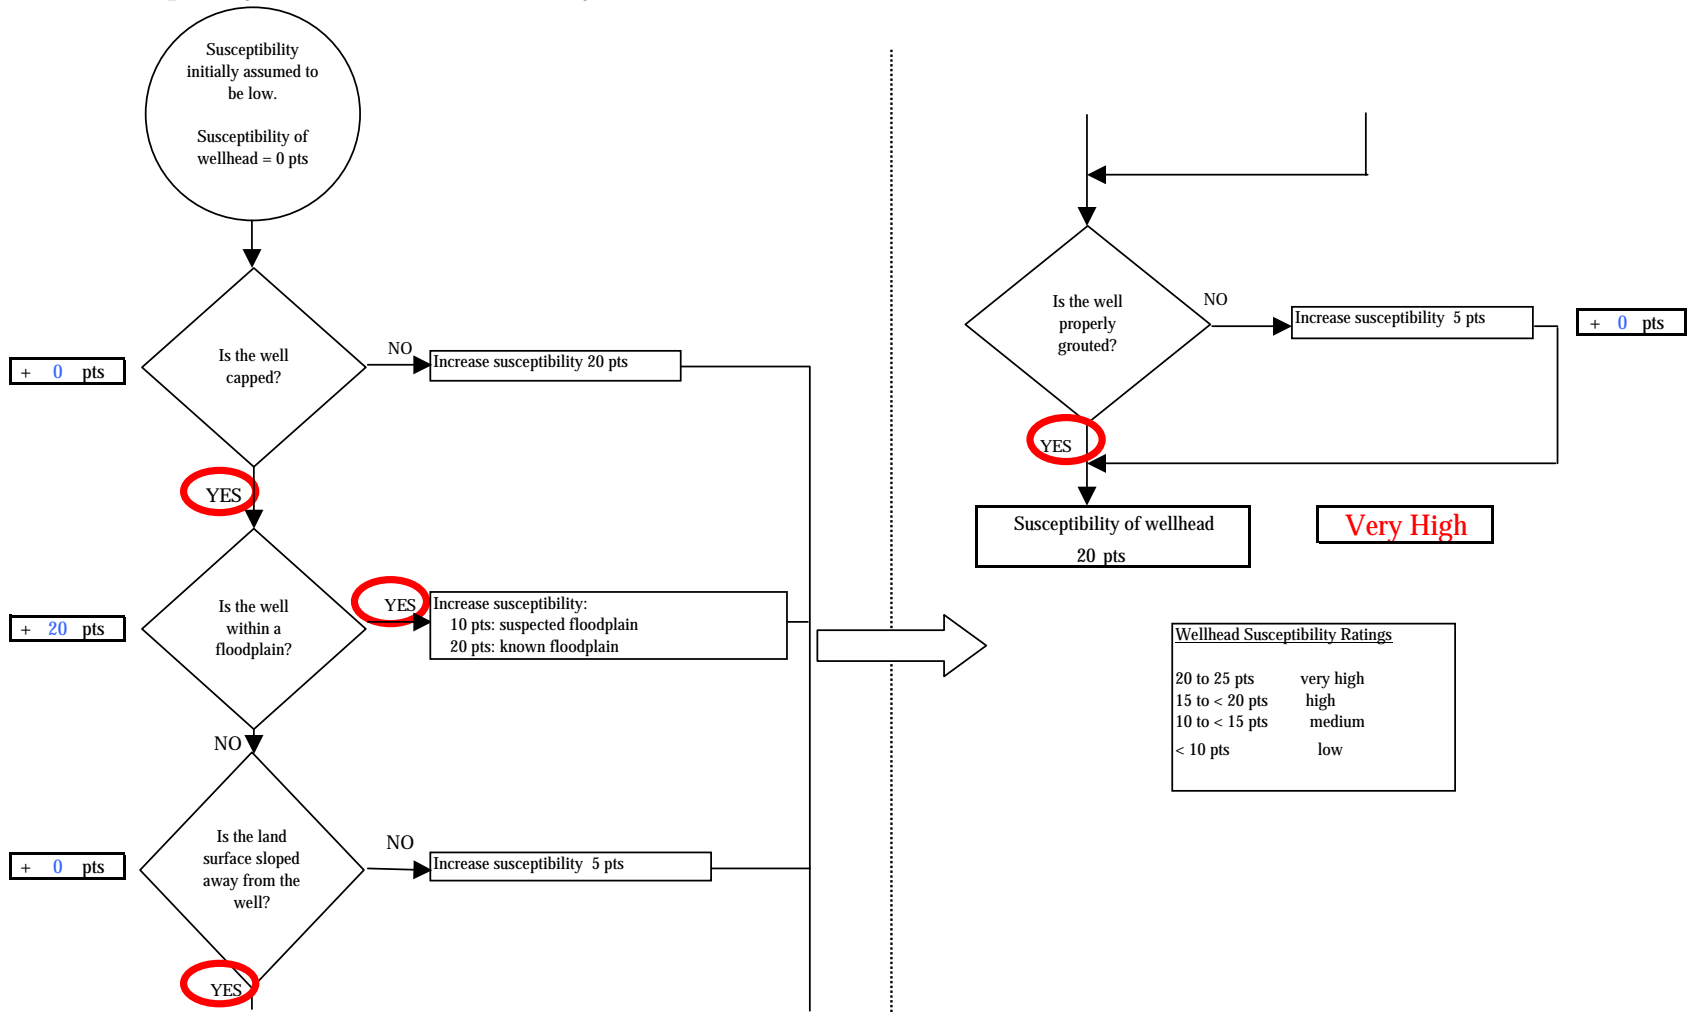 Susceptibility
initially assumed to
be low.
Susceptibility of
wellhead = 0 pts
Is the well
capped?
NO
Increase susceptibility 20 pts
+ 0 pts
YES
Is the well
within a
floodplain?
YES
Increase susceptibility:
10 pts: suspected floodplain
20 pts: known floodplain
+ 20 pts
NO
Is the land
surface sloped
away from the
well?
NO
Increase susceptibility 5 pts
+ 0 pts
YES
Is the well
properly
grouted?
NO
Increase susceptibility 5 pts
+ 0 pts
YES
Susceptibility of wellhead
20 pts
Very High
Wellhead Susceptibility Ratings
20 to 25 pts very high
15 to < 20 pts high
10 to < 15 pts medium
< 10 pts low